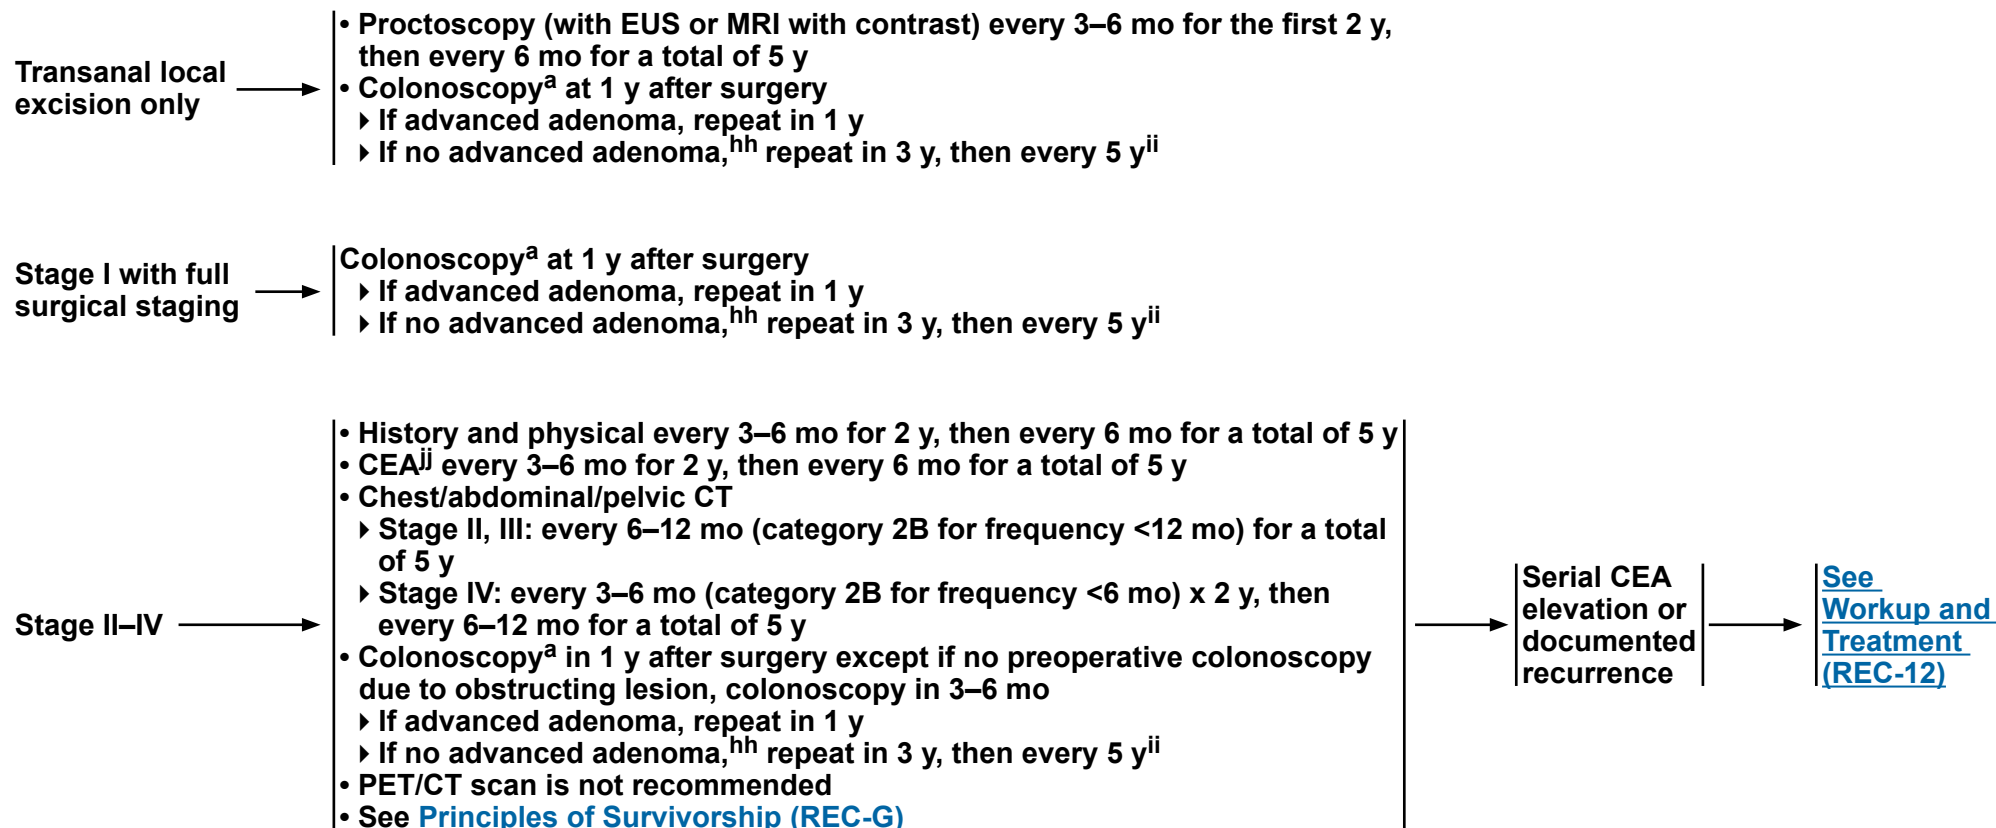 Transanal local
excision only
• Proctoscopy (with EUS or MRI with contrast) every 3–6 mo for the first 2 y,
then every 6 mo for a total of 5 y
• Colonoscopyᵃ at 1 y after surgery
▸ If advanced adenoma, repeat in 1 y
▸ If no advanced adenoma,ʰʰ repeat in 3 y, then every 5 yⁱⁱ
Stage I with full
surgical staging
Colonoscopyᵃ at 1 y after surgery
▸ If advanced adenoma, repeat in 1 y
▸ If no advanced adenoma,ʰʰ repeat in 3 y, then every 5 yⁱⁱ
Stage II–IV
• History and physical every 3–6 mo for 2 y, then every 6 mo for a total of 5 y
• CEAʲʲ every 3–6 mo for 2 y, then every 6 mo for a total of 5 y
• Chest/abdominal/pelvic CT
▸ Stage II, III: every 6–12 mo (category 2B for frequency <12 mo) for a total
of 5 y
▸ Stage IV: every 3–6 mo (category 2B for frequency <6 mo) x 2 y, then
every 6–12 mo for a total of 5 y
• Colonoscopyᵃ in 1 y after surgery except if no preoperative colonoscopy
due to obstructing lesion, colonoscopy in 3–6 mo
▸ If advanced adenoma, repeat in 1 y
▸ If no advanced adenoma,ʰʰ repeat in 3 y, then every 5 yⁱⁱ
• PET/CT scan is not recommended
• See Principles of Survivorship (REC-G)
Serial CEA
elevation or
documented
recurrence
See
Workup and
Treatment
(REC-12)